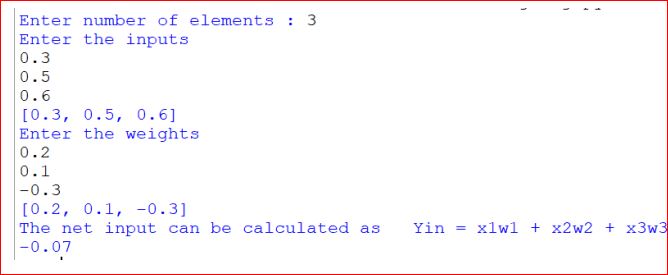 Enter number of elements : 3
Enter the inputs
0.3
0.5
0.6
[0.3, 0.5, 0.6]
Enter the weights
0.2
0.1
-0.3
[0.2, 0.1, -0.3]
The net input can be calculated as   Yin = x1w1 + x2w2 + x3w3
-0.07